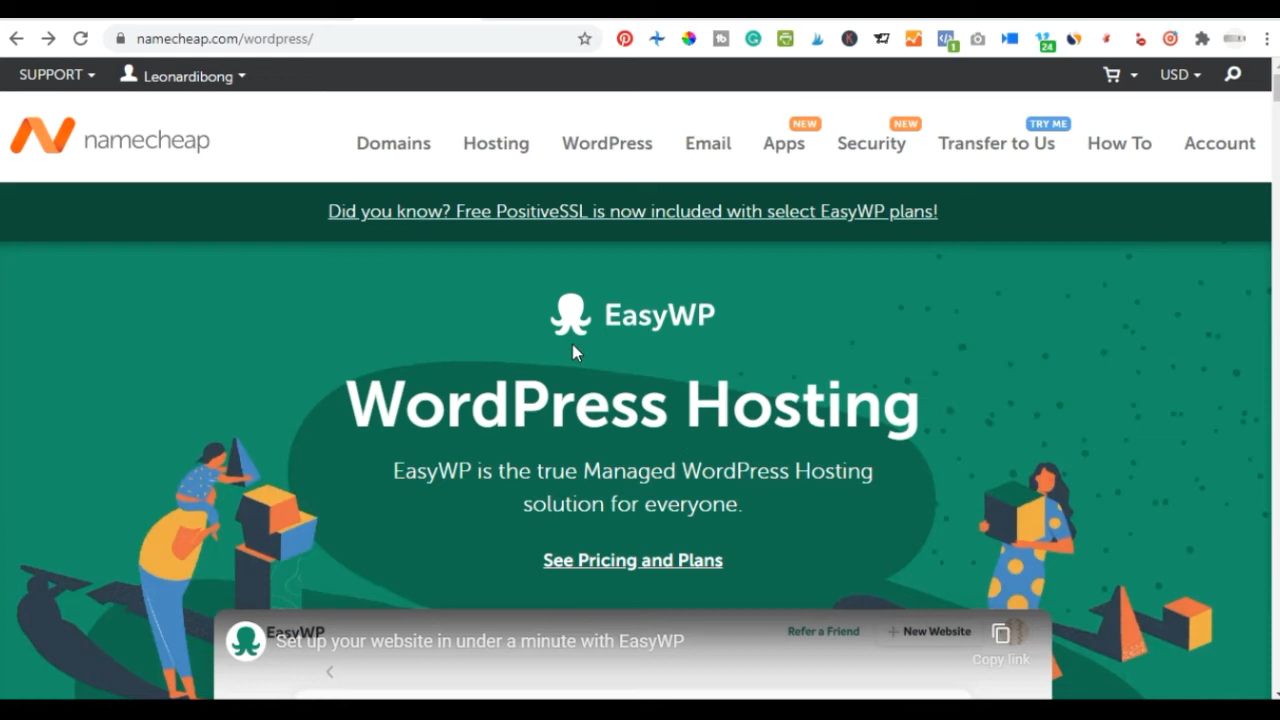 namecheap.com/wordpress/
1
24
SUPPORT
Leonardibong
USD
namecheap
Domains
Hosting
WordPress
Email
NEW
Apps
NEW
Security
TRY ME
Transfer to Us
How To
Account
Did you know? Free PositiveSSL is now included with select EasyWP plans!
EasyWP
WordPress Hosting
EasyWP is the true Managed WordPress Hosting
solution for everyone.
See Pricing and Plans
EasyWP
Set up your website in under a minute with EasyWP
Refer a Friend
+ New Website
Copy link